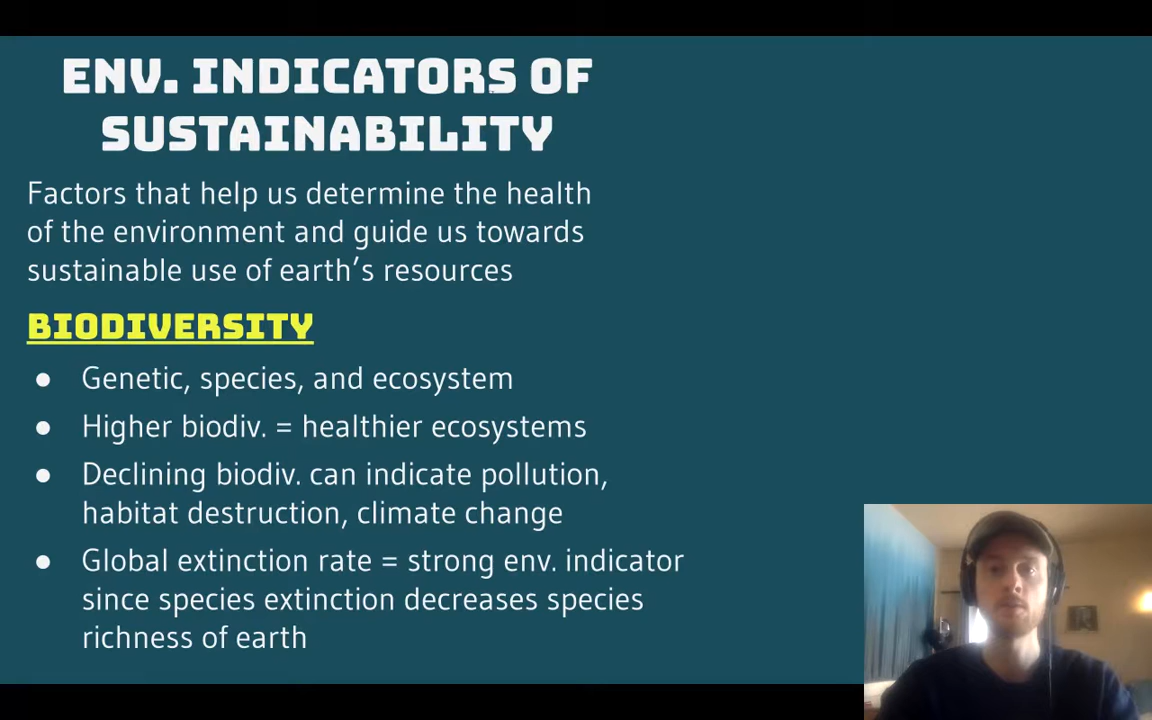 ENV. INDICATORS OF
SUSTAINABILITY
Factors that help us determine the health
of the environment and guide us towards
sustainable use of earth’s resources
BIODIVERSITY
● Genetic, species, and ecosystem
● Higher biodiv. = healthier ecosystems
● Declining biodiv. can indicate pollution,
habitat destruction, climate change
● Global extinction rate = strong env. indicator
since species extinction decreases species
richness of earth